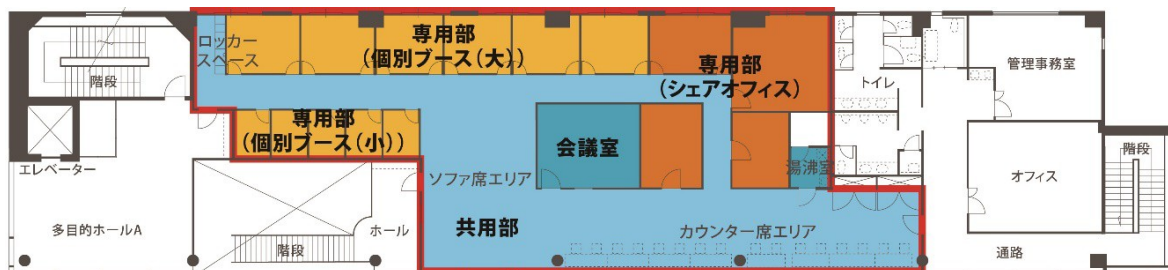 ロッカー
スペース
専用部
(個別ブース(大))
専用部
(シェアオフィス)
階段
トイレ
管理事務室
専用部
(個別ブース(小))
会議室
湯沸室
階段
エレベーター
ソファ席エリア
オフィス
多目的ホールA
ホール
共用部
カウンター席エリア
階段
通路